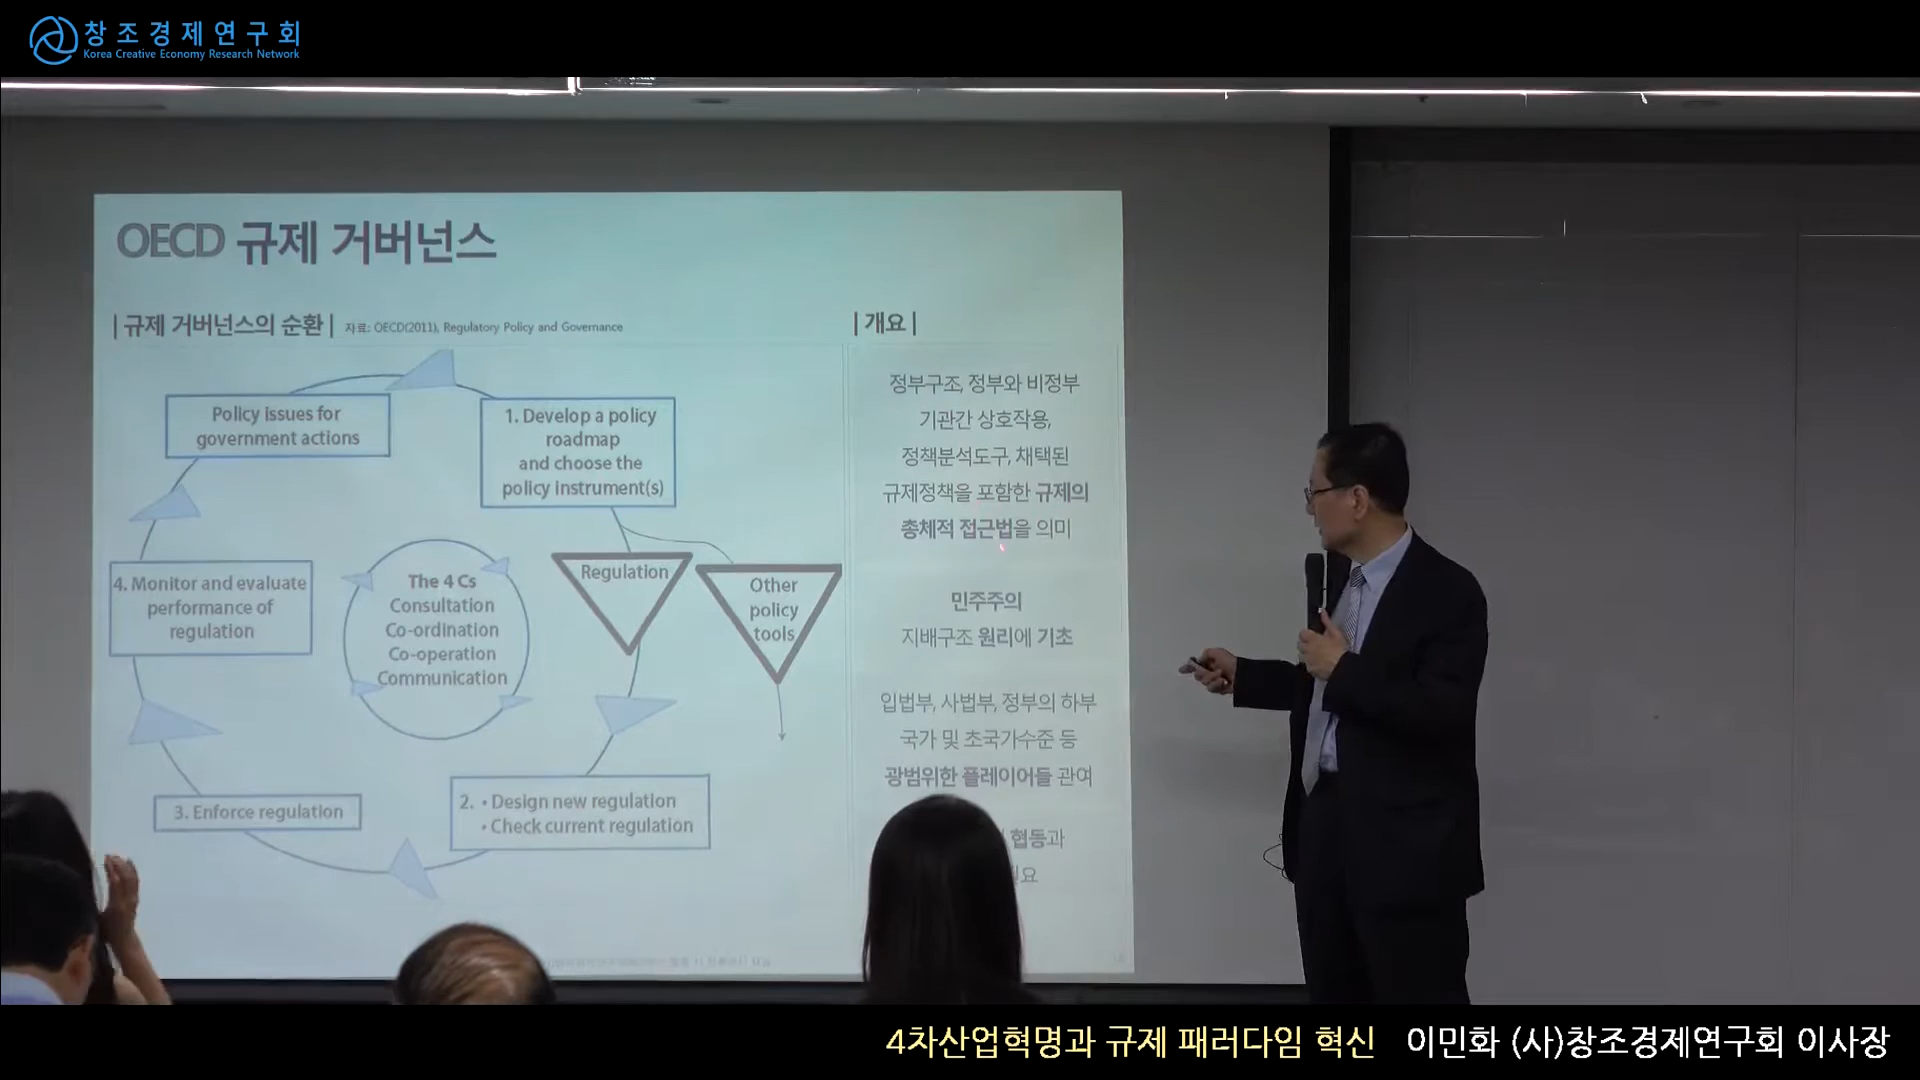 창조경제연구회
Korea Creative Economy Research Network
OECD 규제 거버넌스
| 규제 거버넌스의 순환 | 자료: OECD(2011), Regulatory Policy and Governance
Policy issues for
government actions
1. Develop a policy
roadmap
and choose the
policy instrument(s)
Regulation
Other
policy
tools
4. Monitor and evaluate
performance of
regulation
The 4 Cs
Consultation
Co-ordination
Co-operation
Communication
3. Enforce regulation
2. • Design new regulation
• Check current regulation
| 개요 |
정부구조, 정부와 비정부
기관간 상호작용,
정책분석도구, 채택된
규제정책을 포함한 규제의
총체적 접근법을 의미
민주주의
지배구조 원리에 기초
입법부, 사법부, 정부의 하부
국가 및 초국가수준 등
광범위한 플레이어들 관여
협동과
4차산업혁명과 규제 패러다임 혁신 이민화 (사)창조경제연구회 이사장